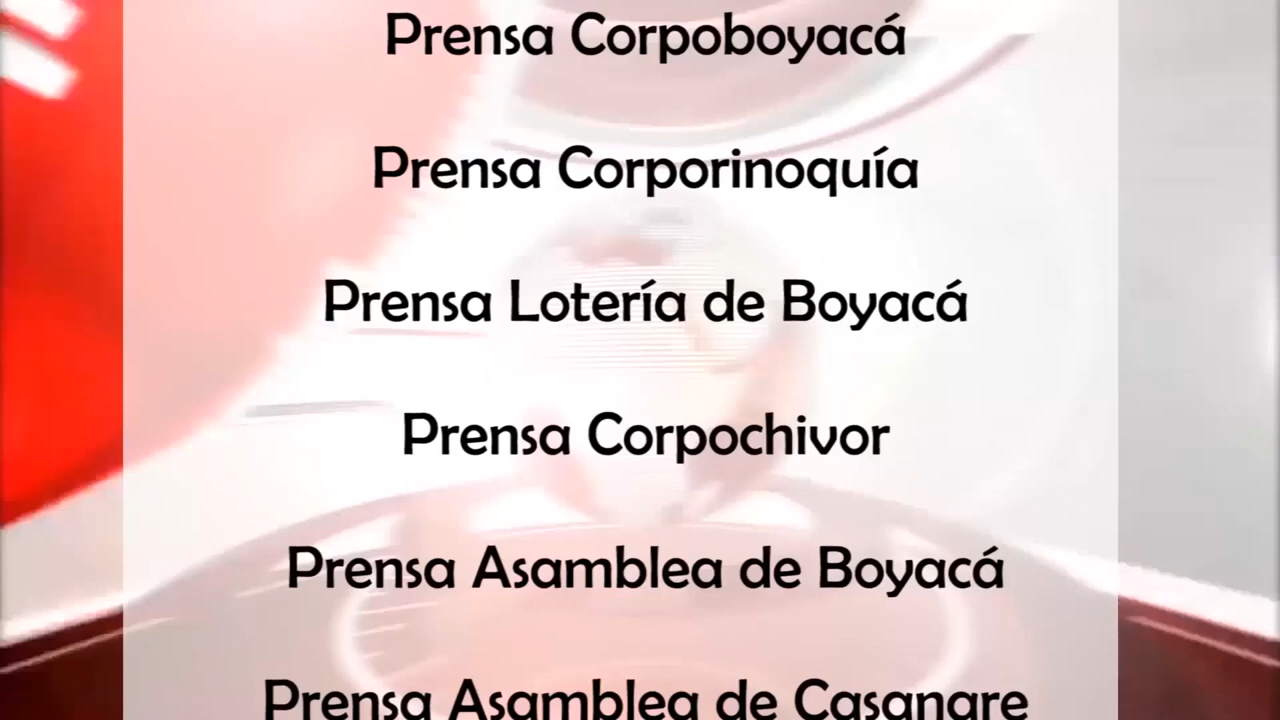 Prensa Corpoboyacá
Prensa Corporinoquía
Prensa Lotería de Boyacá
Prensa Corpochivor
Prensa Asamblea de Boyacá
Prensa Asamblea de Casanare